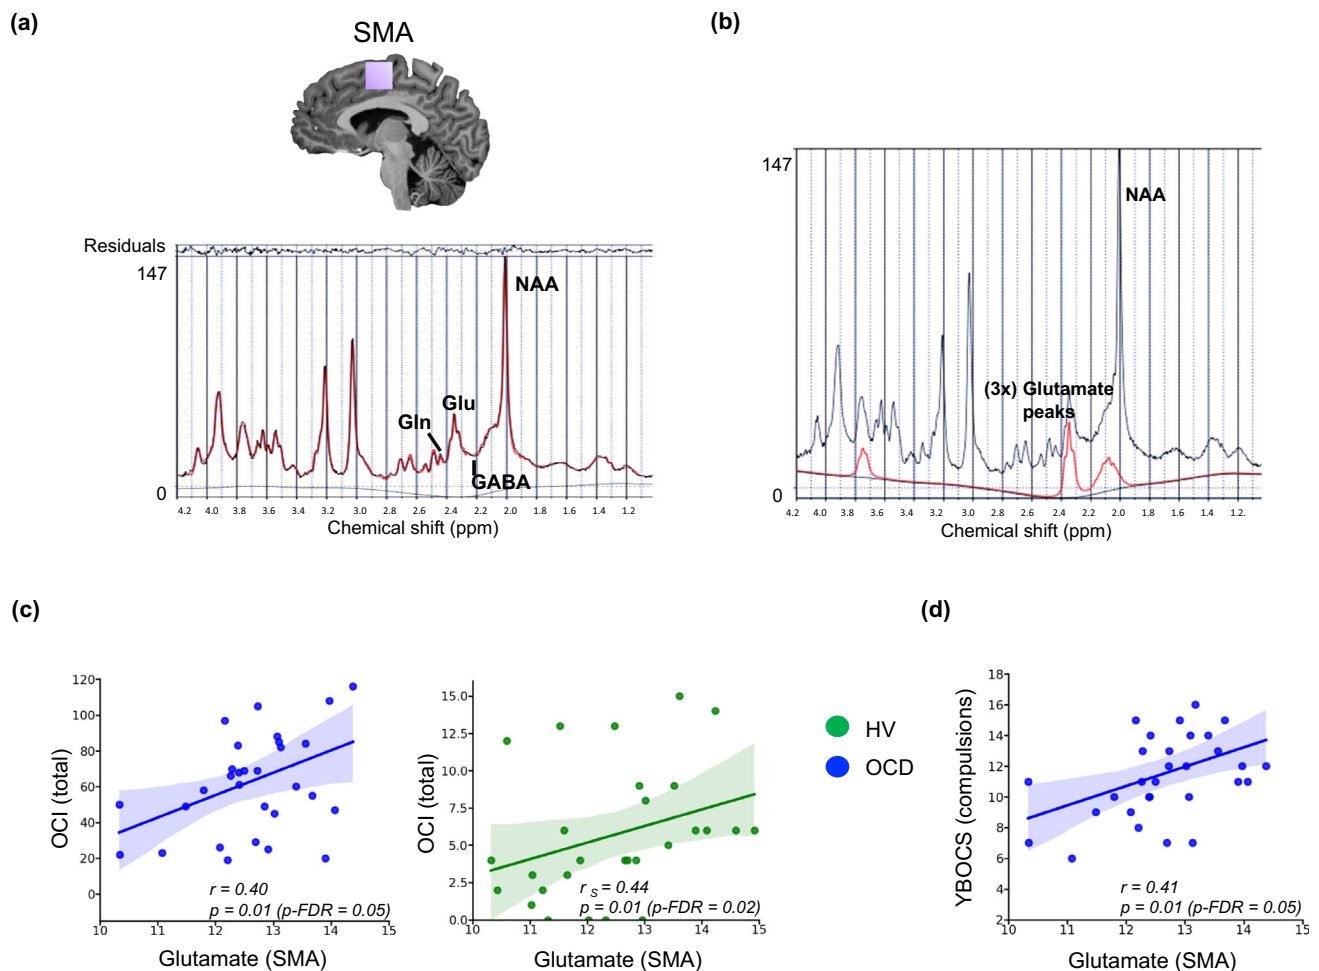 (a)
SMA
Residuals
147
NAA
Glu
Gln
GABA
0
4.2 4.0 3.8 3.6 3.4 3.2 3.0 2.8 2.6 2.4 2.2 2.0 1.8 1.6 1.4 1.2
Chemical shift (ppm)
(b)
147
NAA
(3x) Glutamate
peaks
0
4.2 4.0 3.8 3.6 3.4 3.2 3.0 2.8 2.6 2.4 2.2 2.0 1.8 1.6 1.4 1.2.
Chemical shift (ppm)
(c)
OCI (total)
120
100
80
60
40
20
0
r = 0.40
p = 0.01 (p-FDR = 0.05)
10 11 12 13 14 15
Glutamate (SMA)
OCI (total)
15.0
12.5
10.0
7.5
5.0
2.5
0.0
r S = 0.44
p = 0.01 (p-FDR = 0.02)
10 11 12 13 14 15
Glutamate (SMA)
HV
OCD
(d)
YBOCS (compulsions)
18
16
14
12
10
8
6
4
2
r = 0.41
p = 0.01 (p-FDR = 0.05)
10 11 12 13 14 15
Glutamate (SMA)